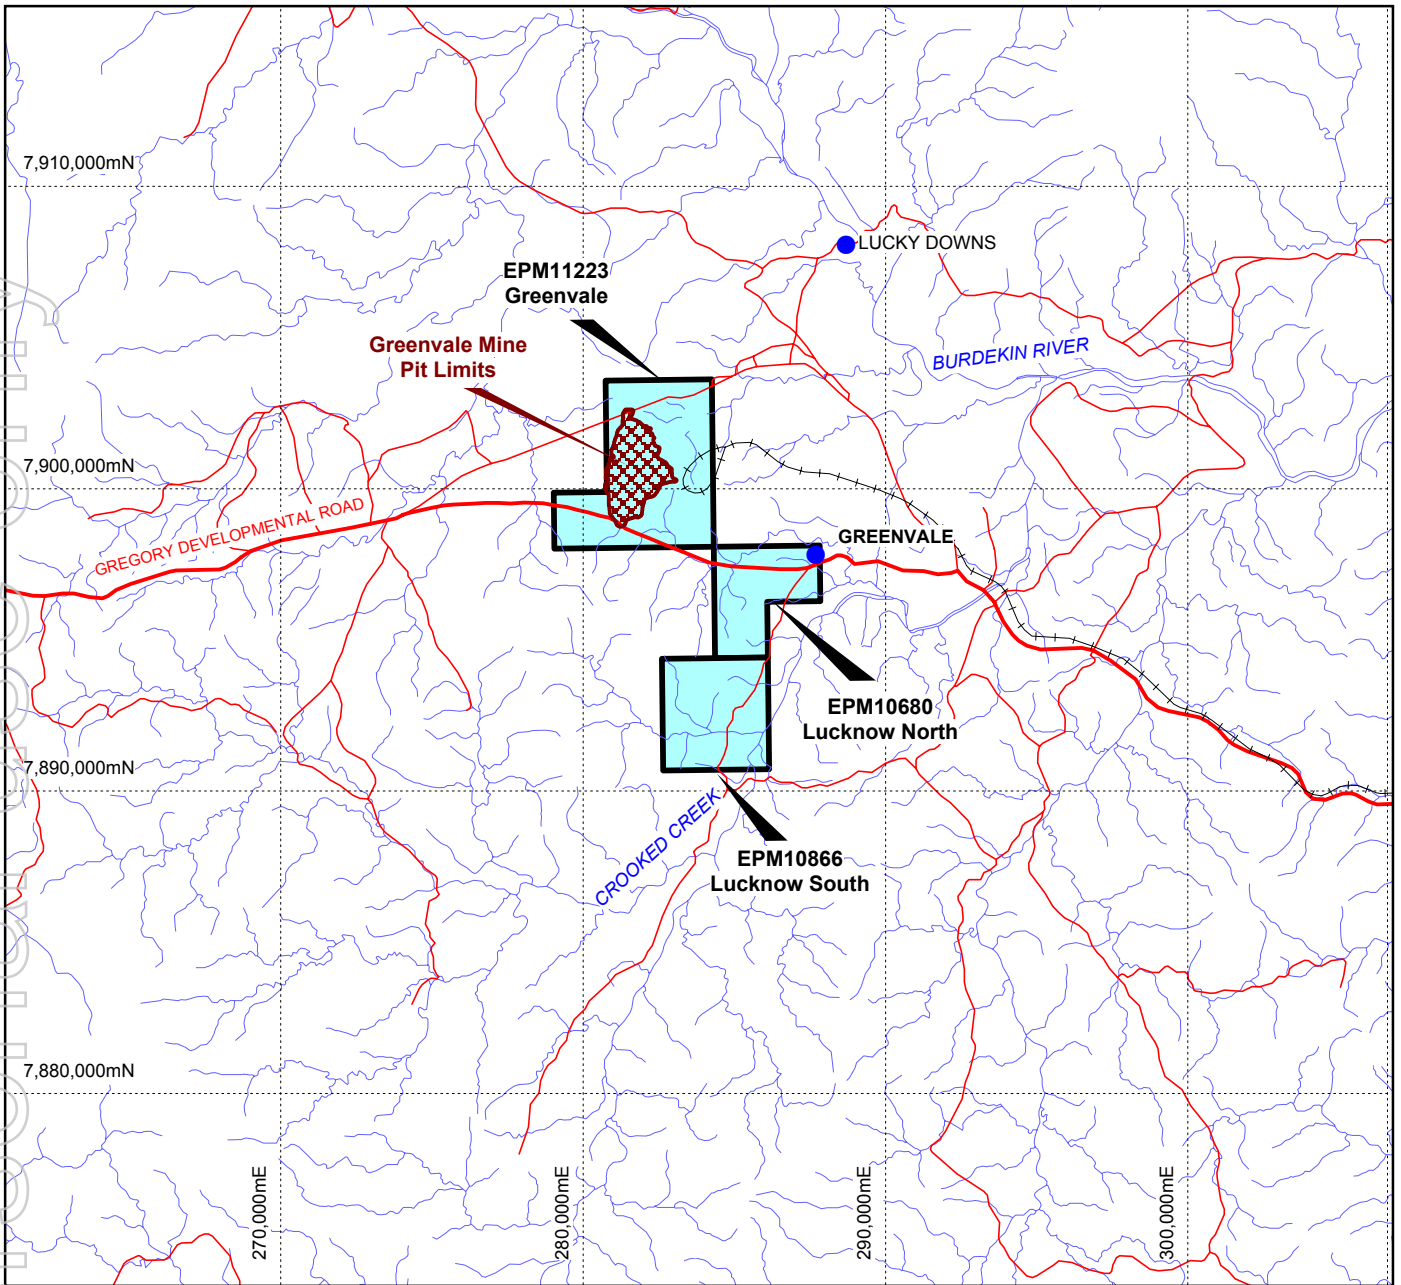 7,910,000mN
LUCKY DOWNS
EPM11223
Greenvale
Greenvale Mine
Pit Limits
BURDEKIN RIVER
7,900,000mN
GREGORY DEVELOPMENTAL ROAD
GREENVALE
EPM10680
Lucknow North
7,890,000mN
CROOKED CREEK
EPM10866
Lucknow South
7,880,000mN
270,000mE
280,000mE
290,000mE
300,000mE